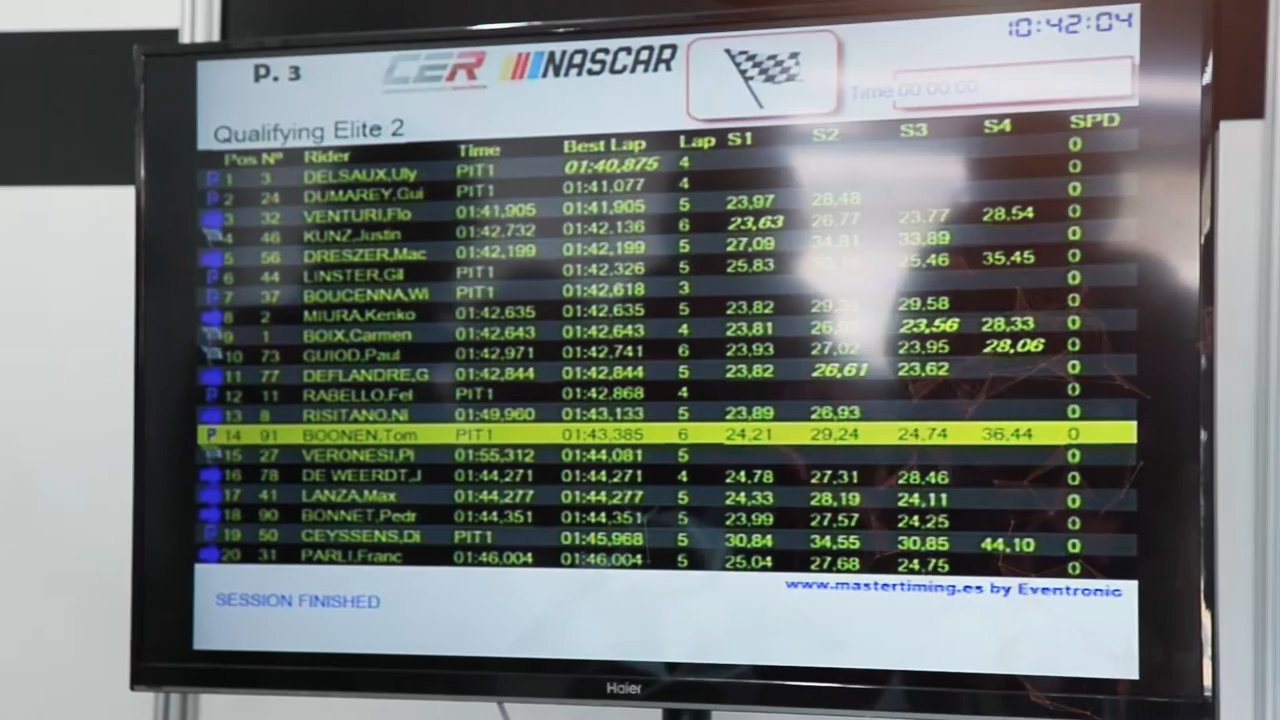 10:42:04
P. 3 CER NASCAR
Time 00:00:00
Qualifying Elite 2
Pos Nº Rider Time Best Lap Lap S1 S2 S3 S4 SPD
P 1 3 DELSAUX,Uly PIT1 01:40,875 4 0
P 2 24 DUMAREY,Gui PIT1 01:41,077 4 0
3 32 VENTURI,Flo 01:41,905 01:41,905 5 23,97 28,48 0
4 46 KUNZ,Justin 01:42,732 01:42,136 6 23,63 26,77 23,77 28,54 0
5 56 DRESZER,Mac 01:42,199 01:42,199 5 27,09 34,81 33,89 0
P 6 44 LINSTER,Gil PIT1 01:42,326 5 25,83 25,46 35,45 0
P 7 37 BOUCENNA,Wi PIT1 01:42,618 3 0
8 2 MIURA,Kenko 01:42,635 01:42,635 5 23,82 29,58 0
9 1 BOIX,Carmen 01:42,643 01:42,643 4 23,81 23,56 28,33 0
10 73 GUIOD,Paul 01:42,971 01:42,741 6 23,93 27,02 23,95 28,06 0
11 77 DEFLANDRE,G 01:42,844 01:42,844 5 23,82 26,61 23,62 0
P 12 11 RABELLO,Fel PIT1 01:42,868 4 0
13 8 RISITANO,Ni 01:49,960 01:43,133 5 23,89 26,93 0
P 14 91 BOONEN,Tom PIT1 01:43,385 6 24,21 29,24 24,74 36,44 0
15 27 VERONESI,Pi 01:55,312 01:44,081 5 0
16 78 DE WEERDT,J 01:44,271 01:44,271 4 24,78 27,31 28,46 0
17 41 LANZA,Max 01:44,277 01:44,277 5 24,33 28,19 24,11 0
18 90 BONNET,Pedr 01:44,351 01:44,351 5 23,99 27,57 24,25 0
P 19 50 CEYSSENS,Di PIT1 01:45,968 5 30,84 34,55 30,85 44,10 0
20 31 PARLI,Franc 01:46,004 01:46,004 5 25,04 27,68 24,75 0
www.mastertiming.es by Eventronic
SESSION FINISHED
Haier